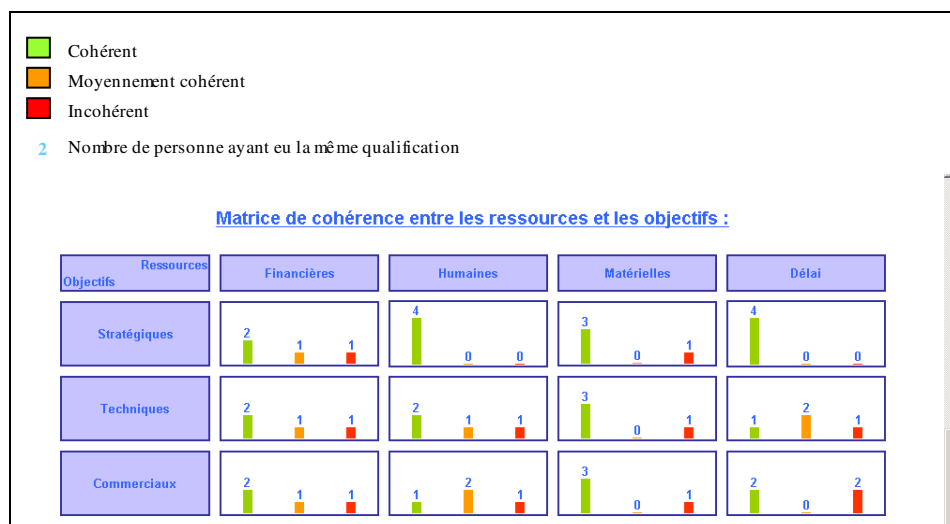 Cohérent
Moyennement cohérent
Incohérent
2 Nombre de personne ayant eu la même qualification
Matrice de cohérence entre les ressources et les objectifs :
Ressources
Objectifs
Financières
Humaines
Matérielles
Délai
Stratégiques
2 1 1
4 0 0
3 0 1
4 0 0
Techniques
2 1 1
2 1 1
3 0 1
1 2 1
Commerciaux
2 1 1
1 2 1
3 0 1
2 0 2